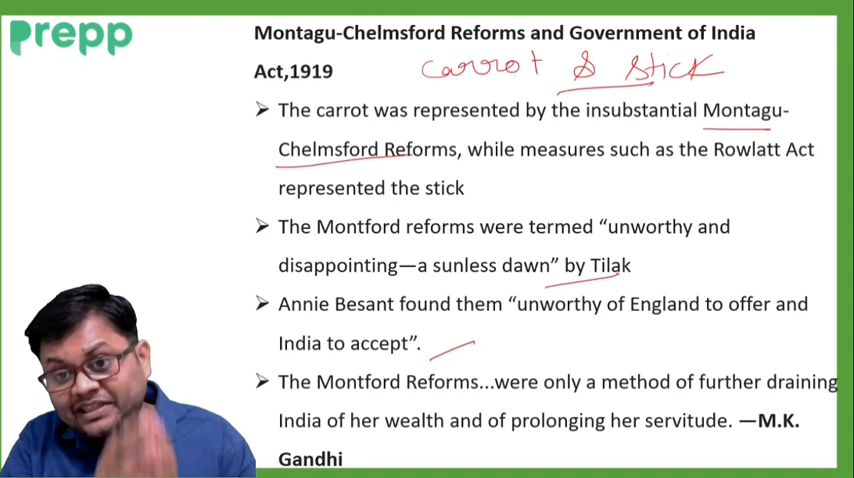 Prepp
Montagu-Chelmsford Reforms and Government of India
Act,1919
carrot & stick
➢ The carrot was represented by the insubstantial Montagu-
Chelmsford Reforms, while measures such as the Rowlatt Act
represented the stick
➢ The Montford reforms were termed “unworthy and
disappointing—a sunless dawn” by Tilak
➢ Annie Besant found them “unworthy of England to offer and
India to accept”.
➢ The Montford Reforms...were only a method of further draining
India of her wealth and of prolonging her servitude. —M.K.
Gandhi